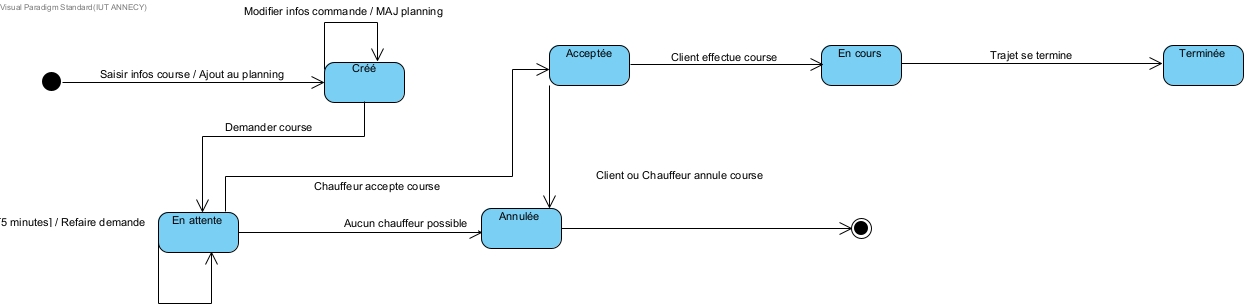 Visual Paradigm Standard(IUT ANNECY)
Modifier infos commande / MAJ planning
Acceptée
Client effectue course
En cours
Trajet se termine
Terminée
Saisir infos course / Ajout au planning
Créé
Demander course
Chauffeur accepte course
Client ou Chauffeur annule course
5 minutes] / Refaire demande
En attente
Aucun chauffeur possible
Annulée